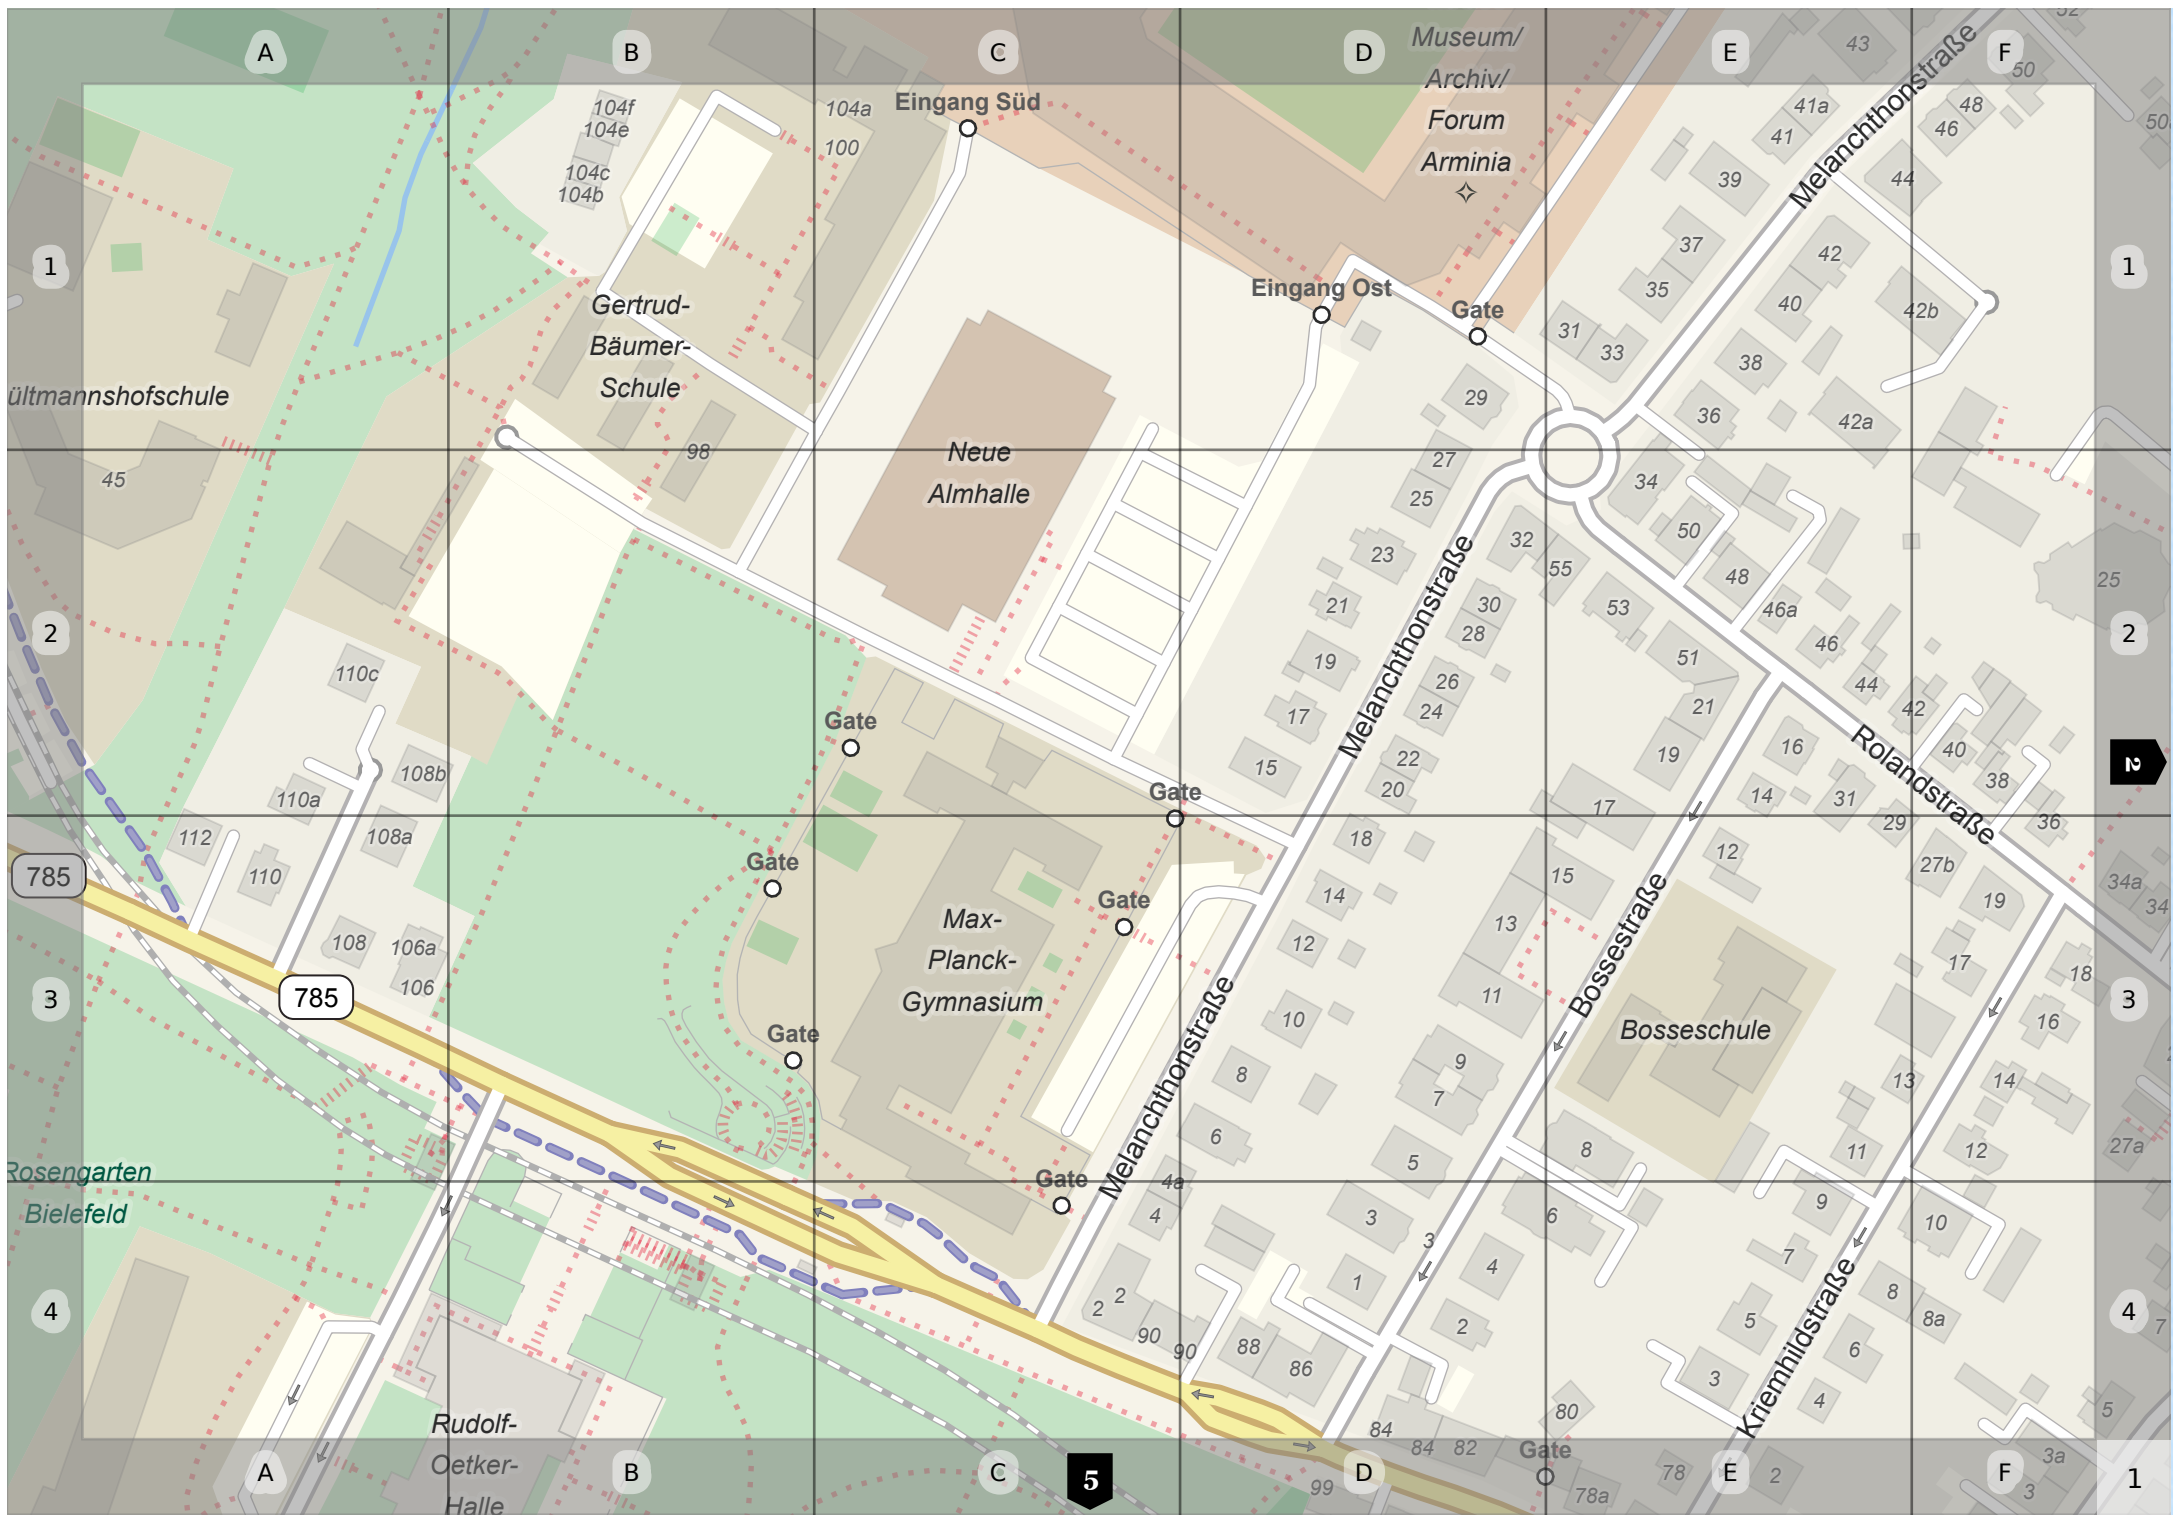 A
B
C
D
E
F
1
2
3
4
Museum/
Archiv/
Forum
Arminia
Eingang Süd
Eingang Ost
Gate
Melanchthonstraße
43
52
50
50
48
46
44
41a
41
39
37
35
31
33
42
40
38
36
42b
42a
104f
104e
104c
104b
104a
100
Gertrud-
Bäumer-
Schule
98
ültmannshofschule
45
Neue
Almhalle
29
27
25
23
21
19
17
15
Melanchthonstraße
32
55
30
28
26
24
22
20
34
50
48
46a
46
44
42
40
38
36
53
51
21
19
17
16
14
31
29
27b
25
Rolandstraße
110c
110a
108b
112
110
108a
108
106a
106
785
785
Gate
Gate
Gate
Gate
Gate
Gate
Max-
Planck-
Gymnasium
Melanchthonstraße
18
14
12
10
8
6
4a
4
2
2
90
90
88
86
15
13
11
9
7
5
3
3
1
Bossestraße
12
Bosseschule
8
6
4
2
19
17
18
16
14
13
12
11
34a
34
27a
9
10
7
8
8a
5
6
3
4
2
7
5
3a
3
Kriemhildstraße
Rosengarten
Bielefeld
Rudolf-
Oetker-
Halle
84
84
82
80
78
78a
99
Gate
2
5
A
B
C
D
E
F
1
2
3
4
1